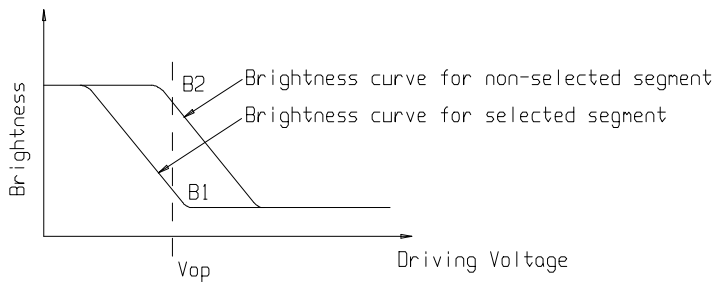 B2
Brightness curve for non-selected segment
Brightness curve for selected segment
Brightness
B1
Driving Voltage
Vop